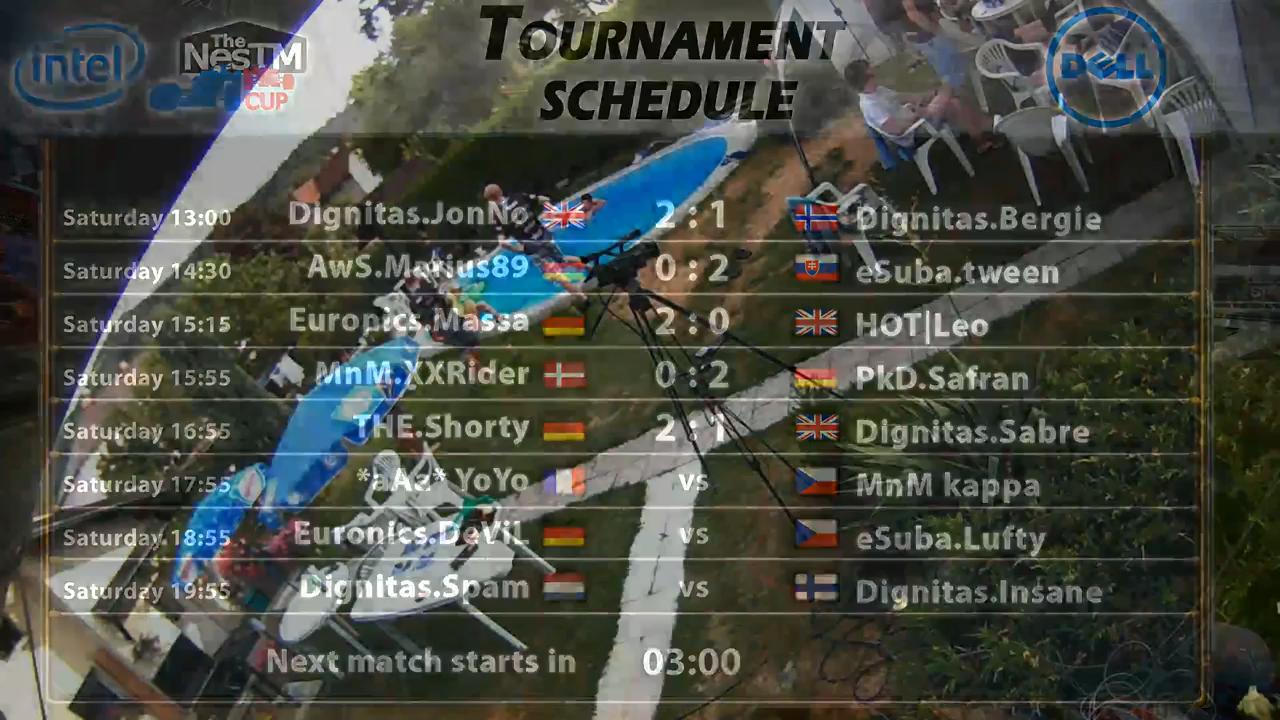 intel
The NesTM CUP
TOURNAMENT
SCHEDULE
DELL
Saturday 13:00 Dignitas.JonNo 2 : 1 Dignitas.Bergie
Saturday 14:30 AwS.Marius89 0 : 2 eSuba.tween
Saturday 15:15 Euronics.Massa 2 : 0 HOT|Leo
Saturday 15:55 MnM.XXRider 0 : 2 PkD.Safran
Saturday 16:55 THE.Shorty 2 : 1 Dignitas.Sabre
Saturday 17:55 *aAz* YoYo vs MnM kappa
Saturday 18:55 Euronics.DeViL vs eSuba.Lufty
Saturday 19:55 Dignitas.Spam vs Dignitas.Insane
Next match starts in 03:00